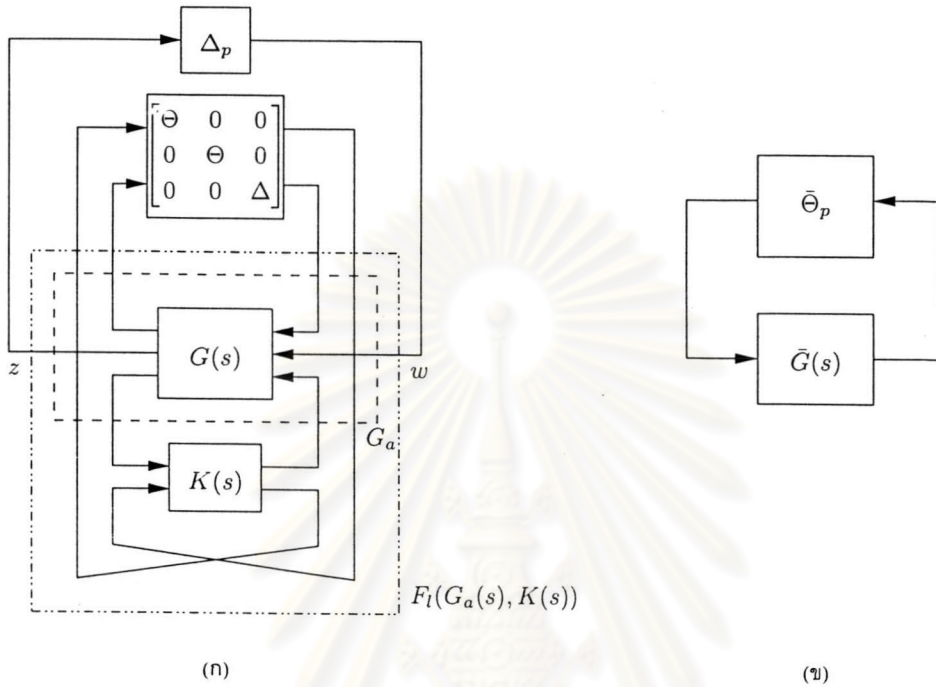 Δ_p
Θ 0 0
0 Θ 0
0 0 Δ
G(s)
z
w
G_a
K(s)
F_l(G_a(s), K(s))
(ก)
Θ̄_p
Ḡ(s)
(ข)